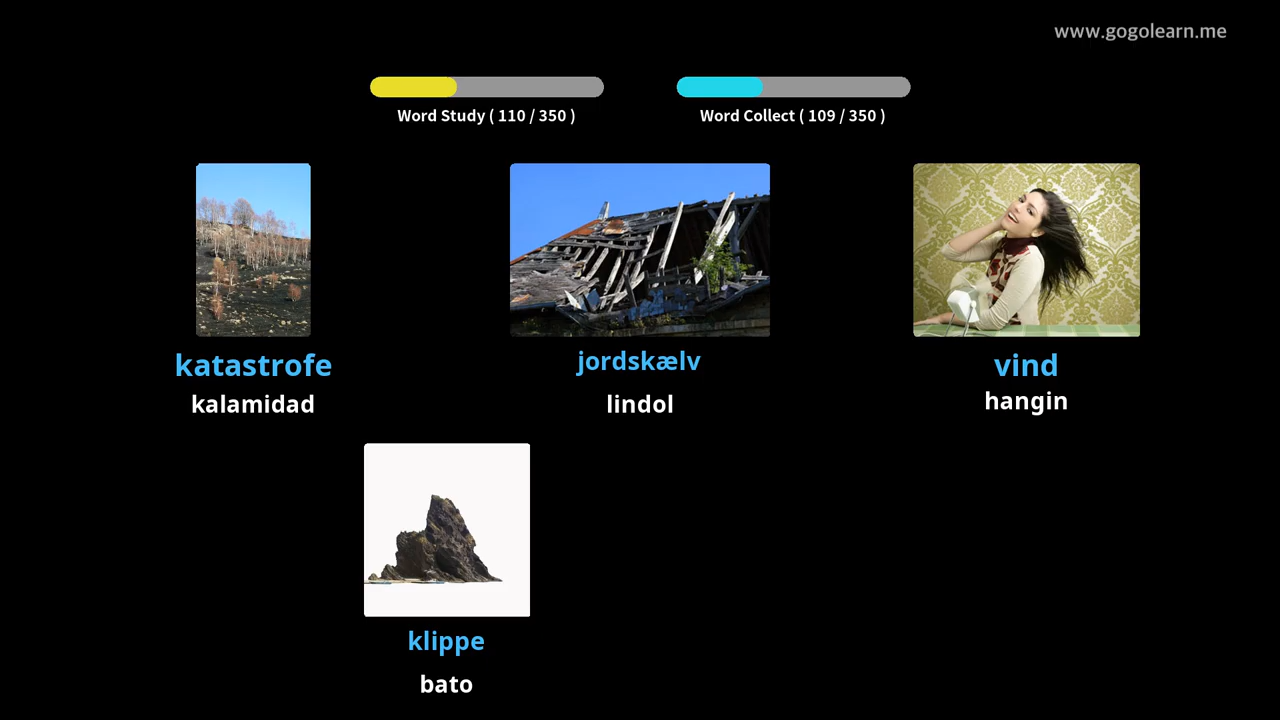 www.gogolearn.me
Word Study ( 110 / 350 )
Word Collect ( 109 / 350 )
katastrofe
kalamidad
jordskælv
lindol
vind
hangin
klippe
bato